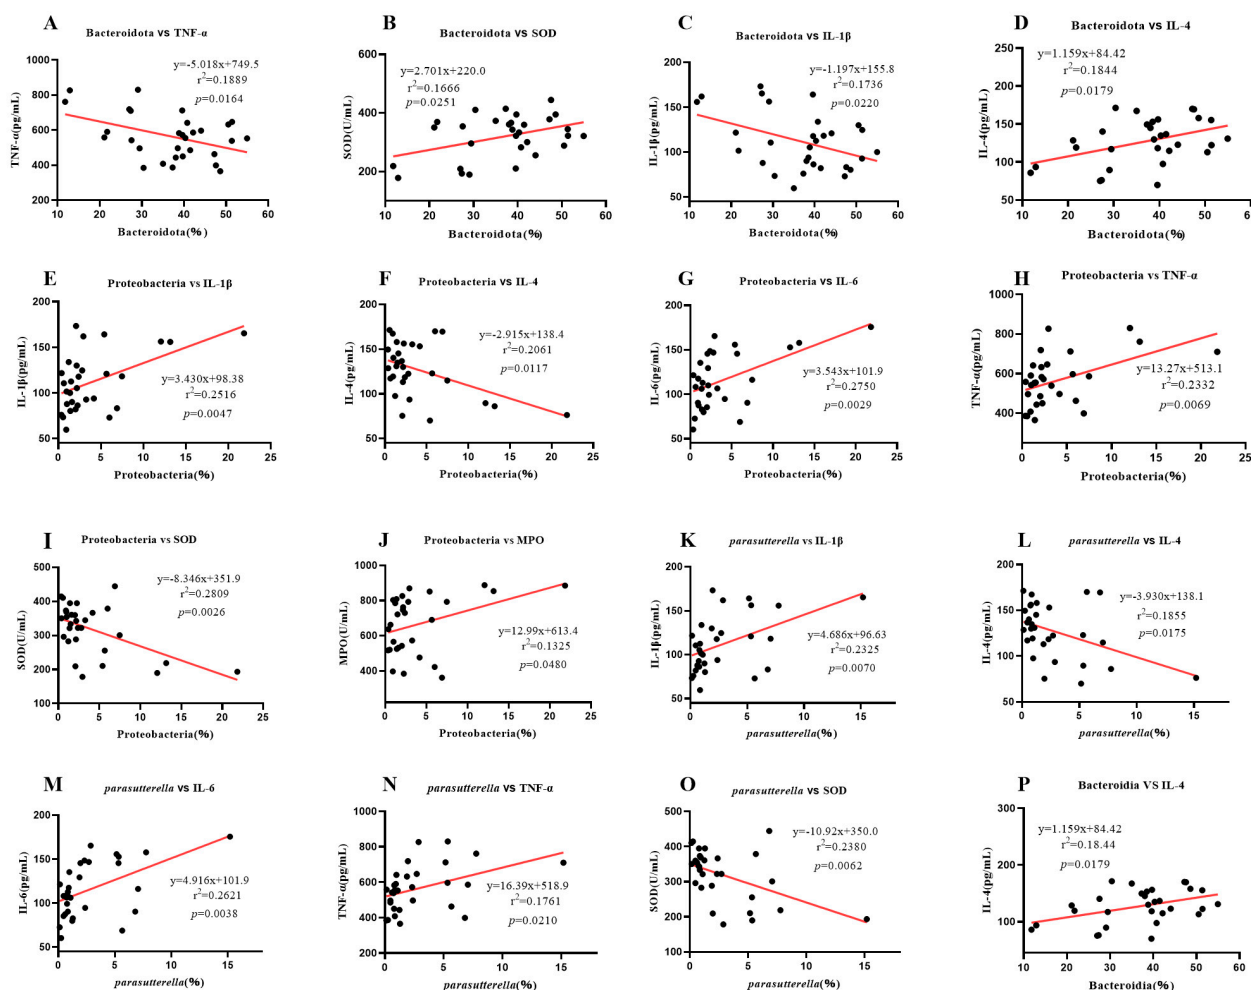 A
Bacteroidota vs TNF-α
y=-5.018x+749.5
r²=0.1889
p=0.0164
TNF-α(pg/mL)
1000
800
600
400
200
10 20 30 40 50 60
Bacteroidota(%)
B
Bacteroidota vs SOD
y=2.701x+220.0
r²=0.1666
p=0.0251
SOD(U/mL)
600
400
200
0
10 20 30 40 50 60
Bacteroidota(%)
C
Bacteroidota vs IL-1β
y=-1.197x+155.8
r²=0.1736
p=0.0220
IL-1β(pg/mL)
200
150
100
50
10 20 30 40 50 60
Bacteroidota(%)
D
Bacteroidota vs IL-4
y=1.159x+84.42
r²=0.1844
p=0.0179
IL-4(pg/mL)
250
200
150
100
50
10 20 30 40 50 60
Bacteroidota(%)
E
Proteobacteria vs IL-1β
y=3.430x+98.38
r²=0.2516
p=0.0047
IL-1β(pg/mL)
200
150
100
50
0 5 10 15 20 25
Proteobacteria(%)
F
Proteobacteria vs IL-4
y=-2.915x+138.4
r²=0.2061
p=0.0117
IL-4(pg/mL)
200
150
100
50
0 5 10 15 20 25
Proteobacteria(%)
G
Proteobacteria vs IL-6
y=3.543x+101.9
r²=0.2750
p=0.0029
IL-6(pg/mL)
200
150
100
50
0 5 10 15 20 25
Proteobacteria(%)
H
Proteobacteria vs TNF-α
y=13.27x+513.1
r²=0.2332
p=0.0069
TNF-α(pg/mL)
1000
800
600
400
200
0 5 10 15 20 25
Proteobacteria(%)
I
Proteobacteria vs SOD
y=-8.346x+351.9
r²=0.2809
p=0.0026
SOD(U/mL)
500
400
300
200
100
0 5 10 15 20 25
Proteobacteria(%)
J
Proteobacteria vs MPO
y=12.99x+613.4
r²=0.1325
p=0.0480
MPO(U/mL)
1000
800
600
400
200
0 5 10 15 20 25
Proteobacteria(%)
K
parasutterella vs IL-1β
y=4.686x+96.63
r²=0.2325
p=0.0070
IL-1β(pg/mL)
200
150
100
50
0 5 10 15
parasutterella(%)
L
parasutterella vs IL-4
y=-3.930x+138.1
r²=0.1855
p=0.0175
IL-4(pg/mL)
200
150
100
50
0 5 10 15
parasutterella(%)
M
parasutterella vs IL-6
y=4.916x+101.9
r²=0.2621
p=0.0038
IL-6(pg/mL)
200
150
100
50
0 5 10 15
parasutterella(%)
N
parasutterella vs TNF-α
y=16.39x+518.9
r²=0.1761
p=0.0210
TNF-α(pg/mL)
1000
800
600
400
200
0 5 10 15
parasutterella(%)
O
parasutterella vs SOD
y=-10.92x+350.0
r²=0.2380
p=0.0062
SOD(U/mL)
500
400
300
200
100
0 5 10 15
parasutterella(%)
P
Bacteroidia VS IL-4
y=1.159x+84.42
r²=0.18.44
p=0.0179
IL-4(pg/mL)
300
200
150
100
50
10 20 30 40 50 60
Bacteroidia(%)